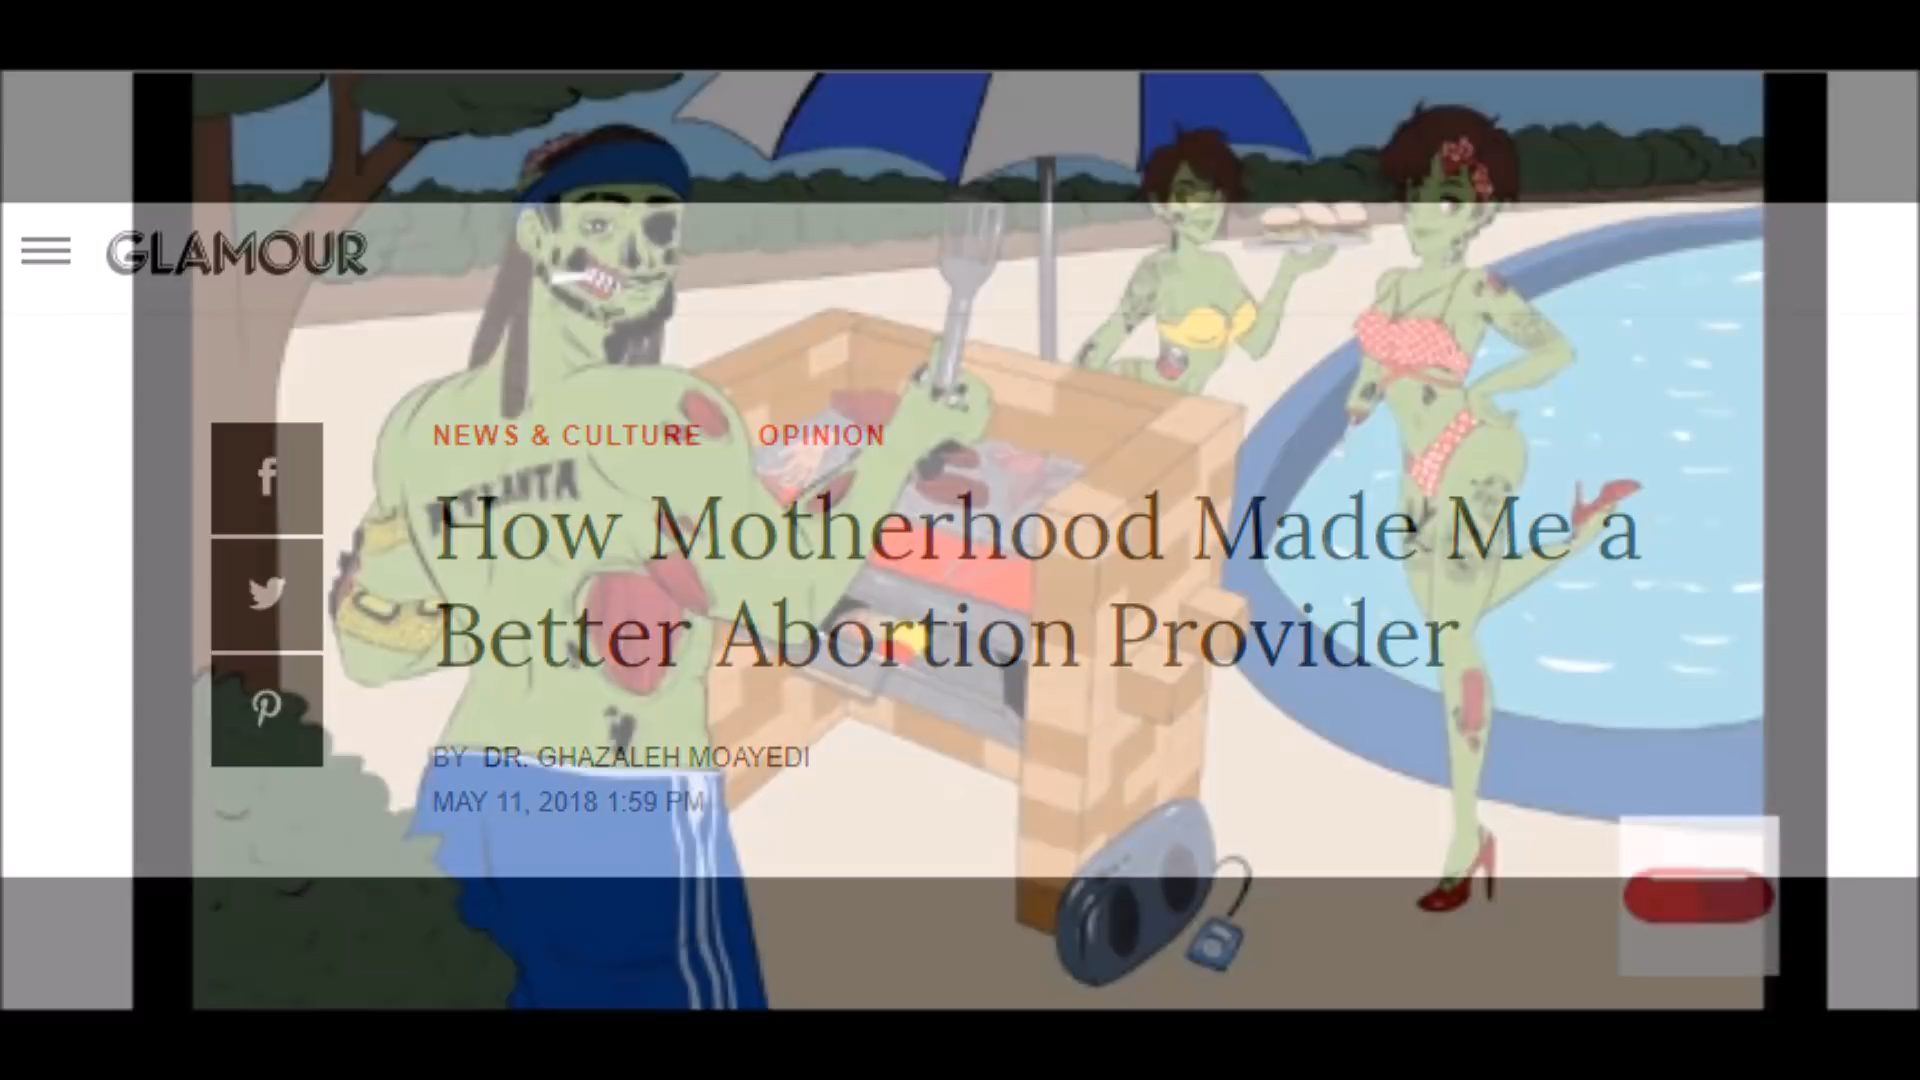 GLAMOUR
NEWS & CULTURE OPINION
ATLANTA
How Motherhood Made Me a
Better Abortion Provider
BY DR. GHAZALEH MOAYEDI
MAY 11, 2018 1:59 PM